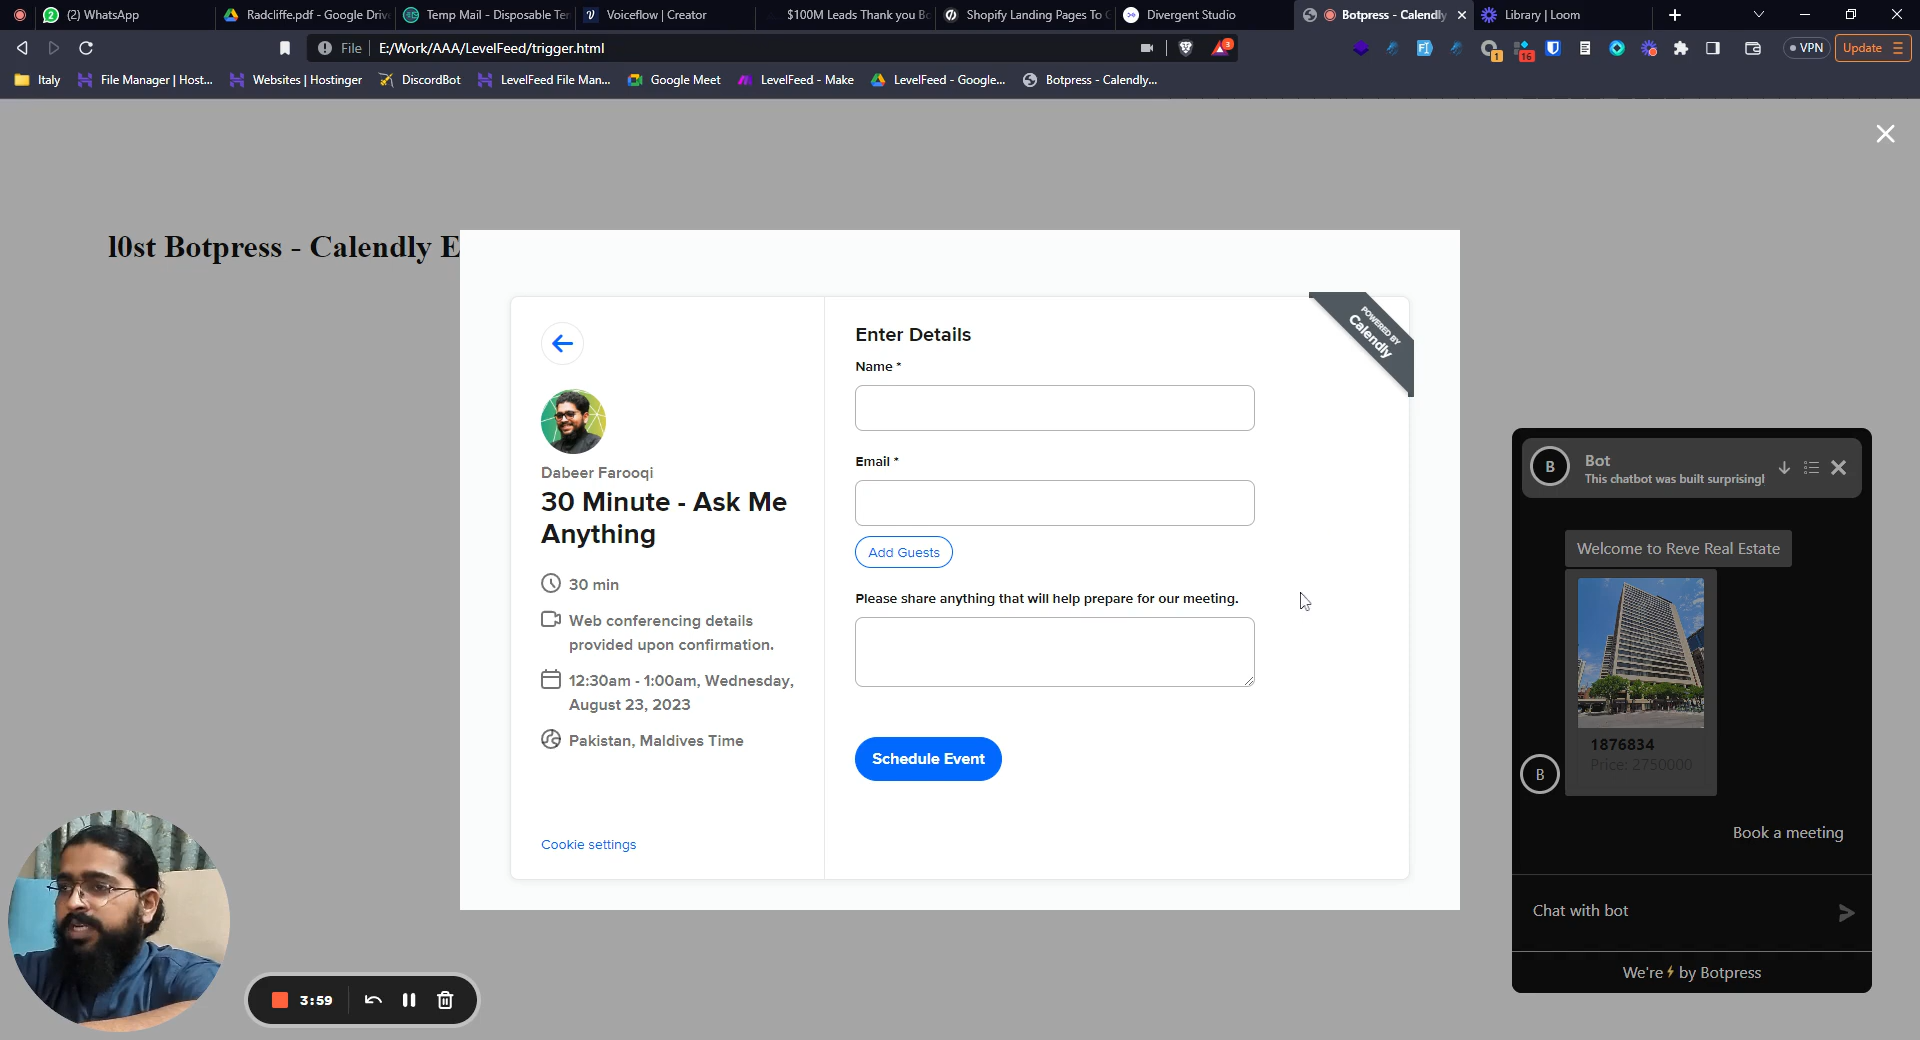 (2) WhatsApp
Radcliffe.pdf - Google Driv
Temp Mail - Disposable Te
Voiceflow | Creator
$100M Leads Thank you B
Shopify Landing Pages To
Divergent Studio
Botpress - Calendly
Library | Loom
File
E:/Work/AAA/LevelFeed/trigger.html
3
1
16
VPN
Update
Italy
File Manager | Host...
Websites | Hostinger
DiscordBot
LevelFeed File Man...
Google Meet
LevelFeed - Make
LevelFeed - Google...
Botpress - Calendly...
l0st Botpress - Calendly E
POWERED BY
Calendly
Dabeer Farooqi
30 Minute - Ask Me
Anything
30 min
Web conferencing details
provided upon confirmation.
12:30am - 1:00am, Wednesday,
August 23, 2023
Pakistan, Maldives Time
Cookie settings
Enter Details
Name *
Email *
Add Guests
Please share anything that will help prepare for our meeting.
Schedule Event
B
Bot
This chatbot was built surprisingl
Welcome to Reve Real Estate
1876834
Price: 2750000
B
Book a meeting
Chat with bot
We're⚡by Botpress
3:59